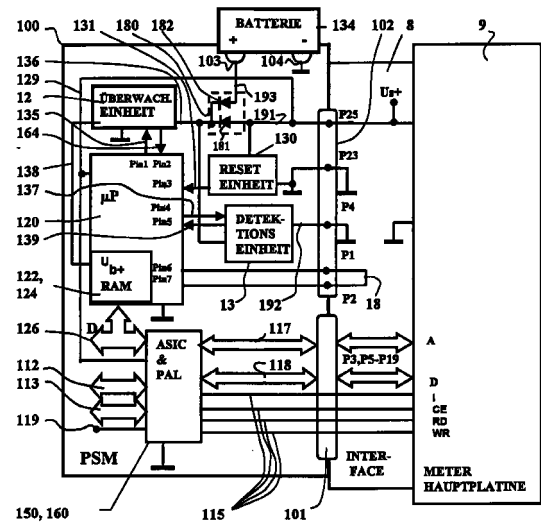 BATTERIE
+ -
134
100
131
180
182
102
8
9
103
104
136
129
12
135
164
138
137
120
139
122,
124
126
112
113
119
ÜBERWACH.
EINHEIT
193
191
181
130
Us+
P25
P23
P4
P1
P2
Pin1 Pin2
Pin3
Pin4
Pin5
Pin6
Pin7
µP
Ub+
RAM
RESET
EINHEIT
DETEK-
TIONS
EINHEIT
13
192
18
D
ASIC
&
PAL
117
118
P3,P5-P19
A
D
I
CE
RD
WR
PSM
150, 160
115
101
INTER-
FACE
METER
HAUPTPLATINE